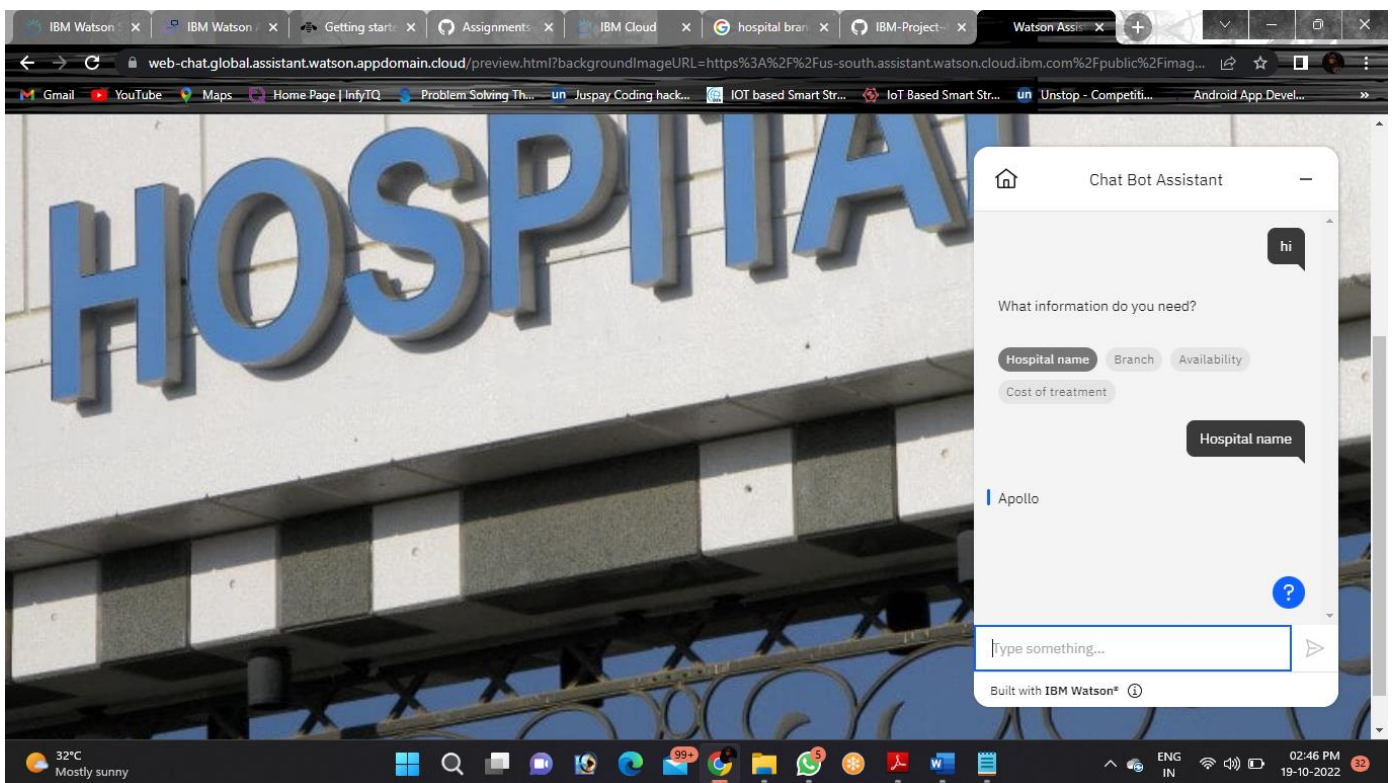 IBM Watson S
IBM Watson A
Getting starte
Assignments-
IBM Cloud
hospital bran
IBM-Project-
Watson Assis
web-chat.global.assistant.watson.appdomain.cloud/preview.html?backgroundImageURL=https%3A%2F%2Fus-south.assistant.watson.cloud.ibm.com%2Fpublic%2Fimag...
Gmail
YouTube
Maps
Home Page | InfyTQ
Problem Solving Th...
un Juspay Coding hack...
IOT based Smart Str...
IoT Based Smart Str...
un Unstop - Competiti...
Android App Devel...
»
HOSPITA
Chat Bot Assistant
hi
What information do you need?
Hospital name Branch Availability
Cost of treatment
Hospital name
Apollo
?
Type something...
Built with IBM Watson®
32°C
Mostly sunny
99+
5
ENG
IN
02:46 PM
19-10-2022
32